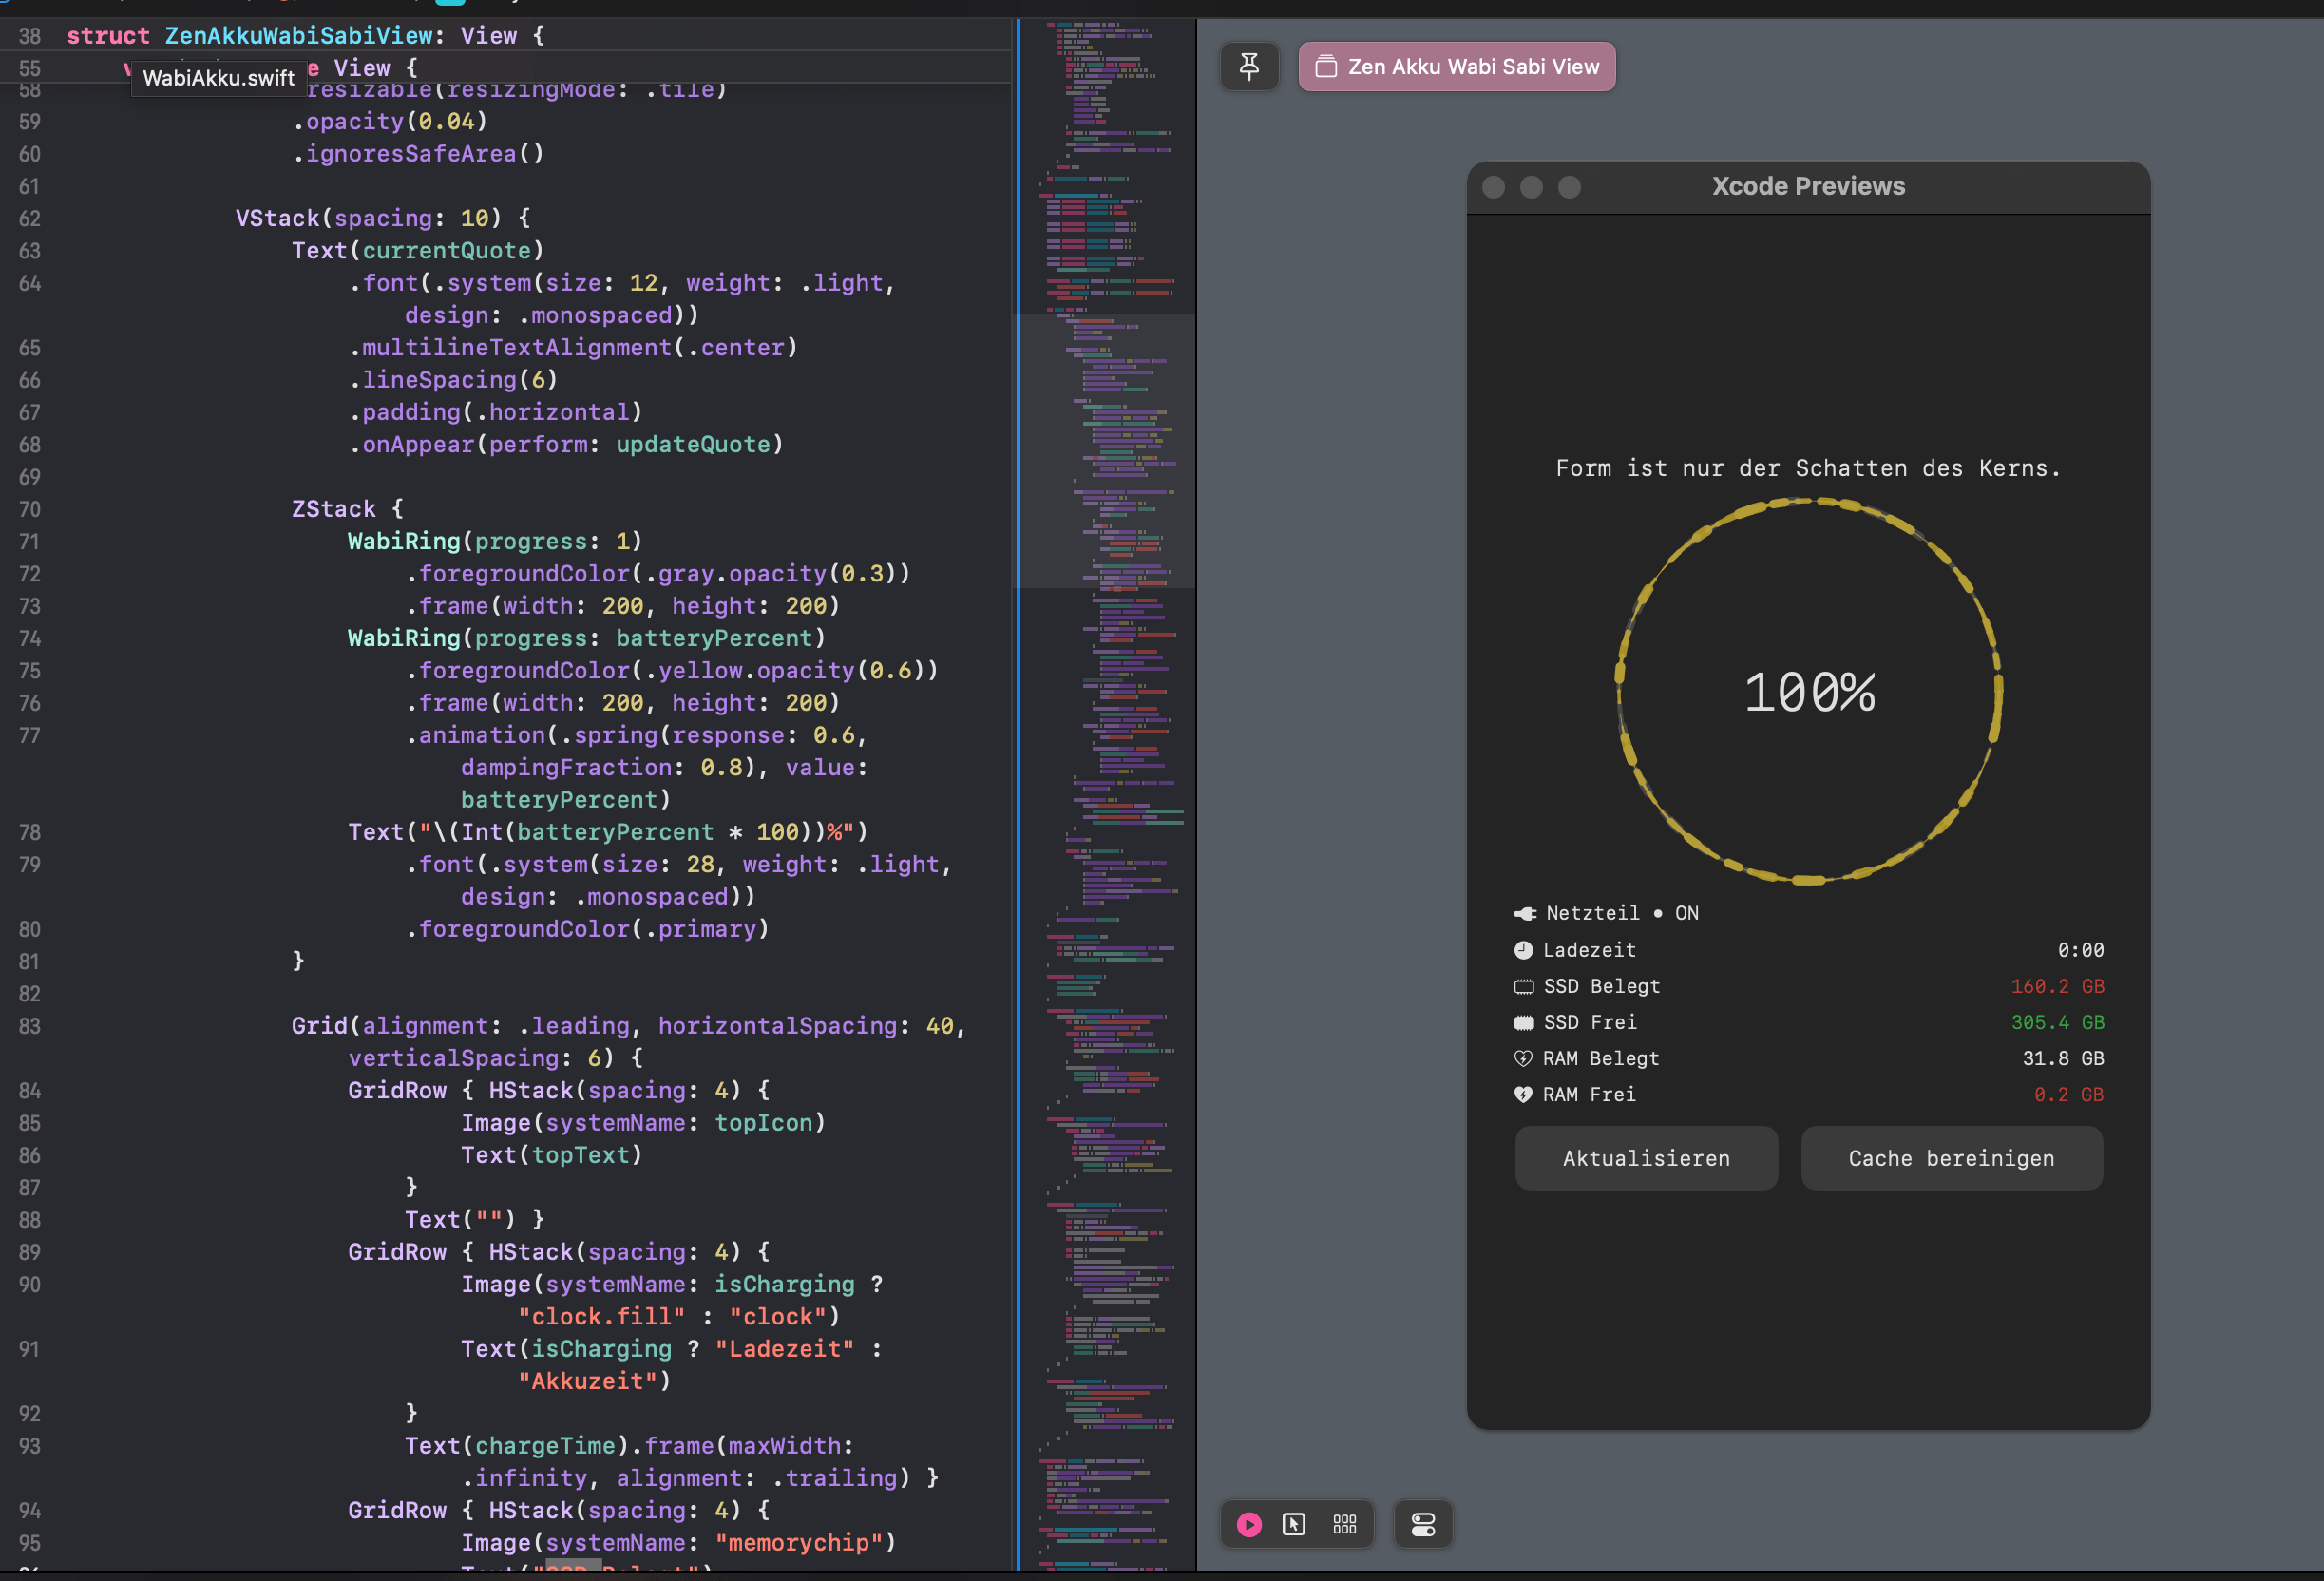 38 struct ZenAkkuWabiSabiView: View {
55 View {
WabiAkku.swift
58 .resizable(resizingMode: .tile)
59 .opacity(0.04)
60 .ignoresSafeArea()
61
62 VStack(spacing: 10) {
63 Text(currentQuote)
64 .font(.system(size: 12, weight: .light,
design: .monospaced))
65 .multilineTextAlignment(.center)
66 .lineSpacing(6)
67 .padding(.horizontal)
68 .onAppear(perform: updateQuote)
69
70 ZStack {
71 WabiRing(progress: 1)
72 .foregroundColor(.gray.opacity(0.3))
73 .frame(width: 200, height: 200)
74 WabiRing(progress: batteryPercent)
75 .foregroundColor(.yellow.opacity(0.6))
76 .frame(width: 200, height: 200)
77 .animation(.spring(response: 0.6,
dampingFraction: 0.8), value:
batteryPercent)
78 Text("\(Int(batteryPercent * 100))%")
79 .font(.system(size: 28, weight: .light,
design: .monospaced))
80 .foregroundColor(.primary)
81 }
82
83 Grid(alignment: .leading, horizontalSpacing: 40,
verticalSpacing: 6) {
84 GridRow { HStack(spacing: 4) {
85 Image(systemName: topIcon)
86 Text(topText)
87 }
88 Text("") }
89 GridRow { HStack(spacing: 4) {
90 Image(systemName: isCharging ?
"clock.fill" : "clock")
91 Text(isCharging ? "Ladezeit" :
"Akkuzeit")
92 }
93 Text(chargeTime).frame(maxWidth:
.infinity, alignment: .trailing) }
94 GridRow { HStack(spacing: 4) {
95 Image(systemName: "memorychip")
96 Text("SSD Belegt")
Zen Akku Wabi Sabi View
Xcode Previews
Form ist nur der Schatten des Kerns.
100%
Netzteil • ON
Ladezeit 0:00
SSD Belegt 160.2 GB
SSD Frei 305.4 GB
RAM Belegt 31.8 GB
RAM Frei 0.2 GB
Aktualisieren
Cache bereinigen